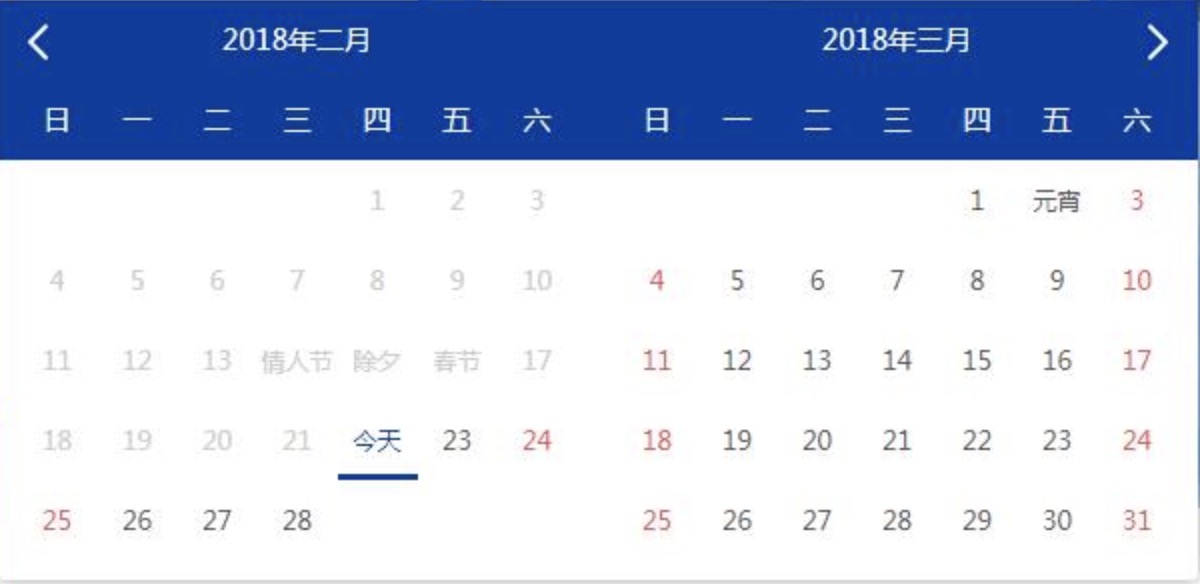 2018年二月 2018年三月
日 一 二 三 四 五 六 日 一 二 三 四 五 六
1 2 3 1 元宵 3
4 5 6 7 8 9 10 4 5 6 7 8 9 10
11 12 13 情人节 除夕 春节 17 11 12 13 14 15 16 17
18 19 20 21 今天 23 24 18 19 20 21 22 23 24
25 26 27 28 25 26 27 28 29 30 31